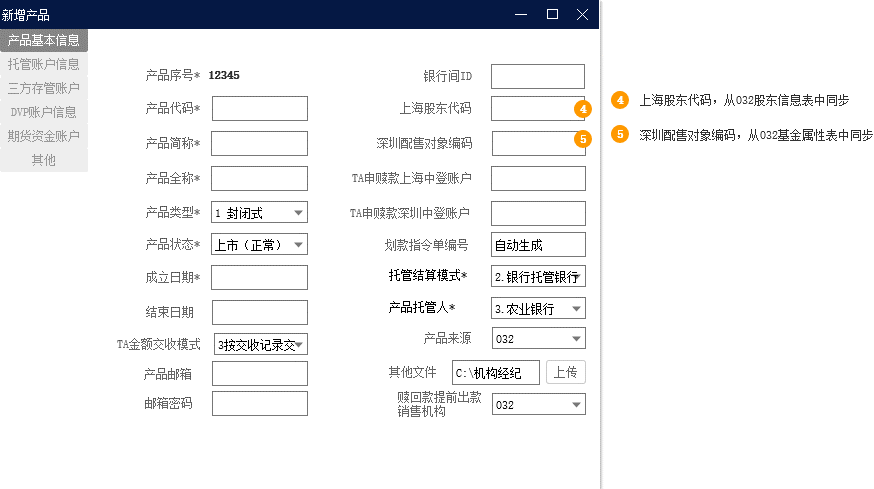 新增产品
产品基本信息
托管账户信息
三方存管账户
DVP账户信息
期货资金账户
其他
产品序号* 12345
银行间ID
产品代码*
上海股东代码 4
产品简称*
深圳配售对象编码 5
产品全称*
TA申赎款上海中登账户
产品类型* 1 封闭式
TA申赎款深圳中登账户
产品状态* 上市（正常）
划款指令单编号 自动生成
成立日期*
托管结算模式* 2.银行托管银行
结束日期
产品托管人* 3.农业银行
TA金额交收模式 3按交收记录交
产品来源 032
产品邮箱
其他文件 C:\机构经纪 上传
邮箱密码
赎回款提前出款
销售机构 032
4 上海股东代码，从032股东信息表中同步
5 深圳配售对象编码，从032基金属性表中同步